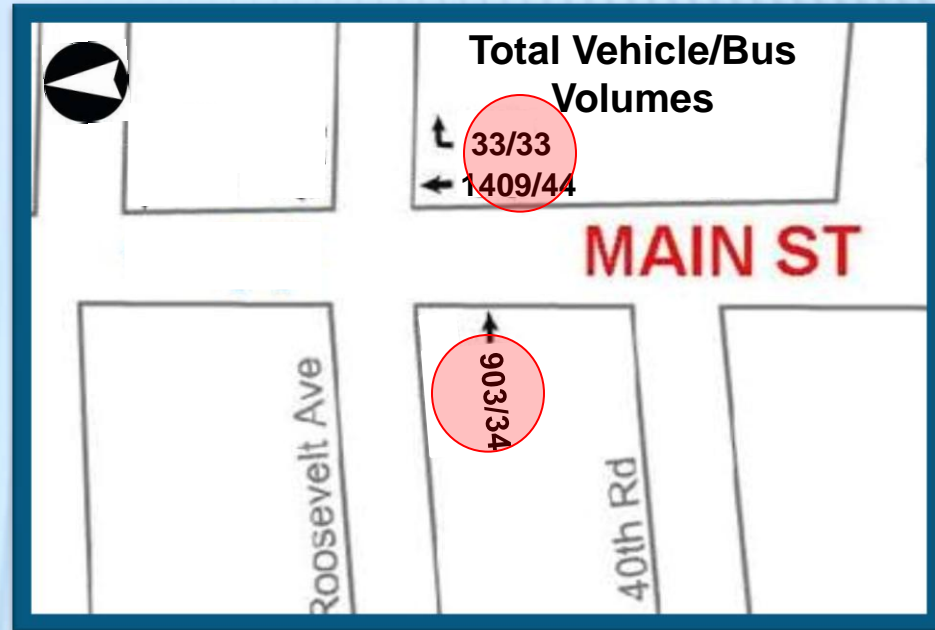 Total Vehicle/Bus
Volumes
33/33
1409/44
MAIN ST
903/34
Roosevelt Ave
40th Rd